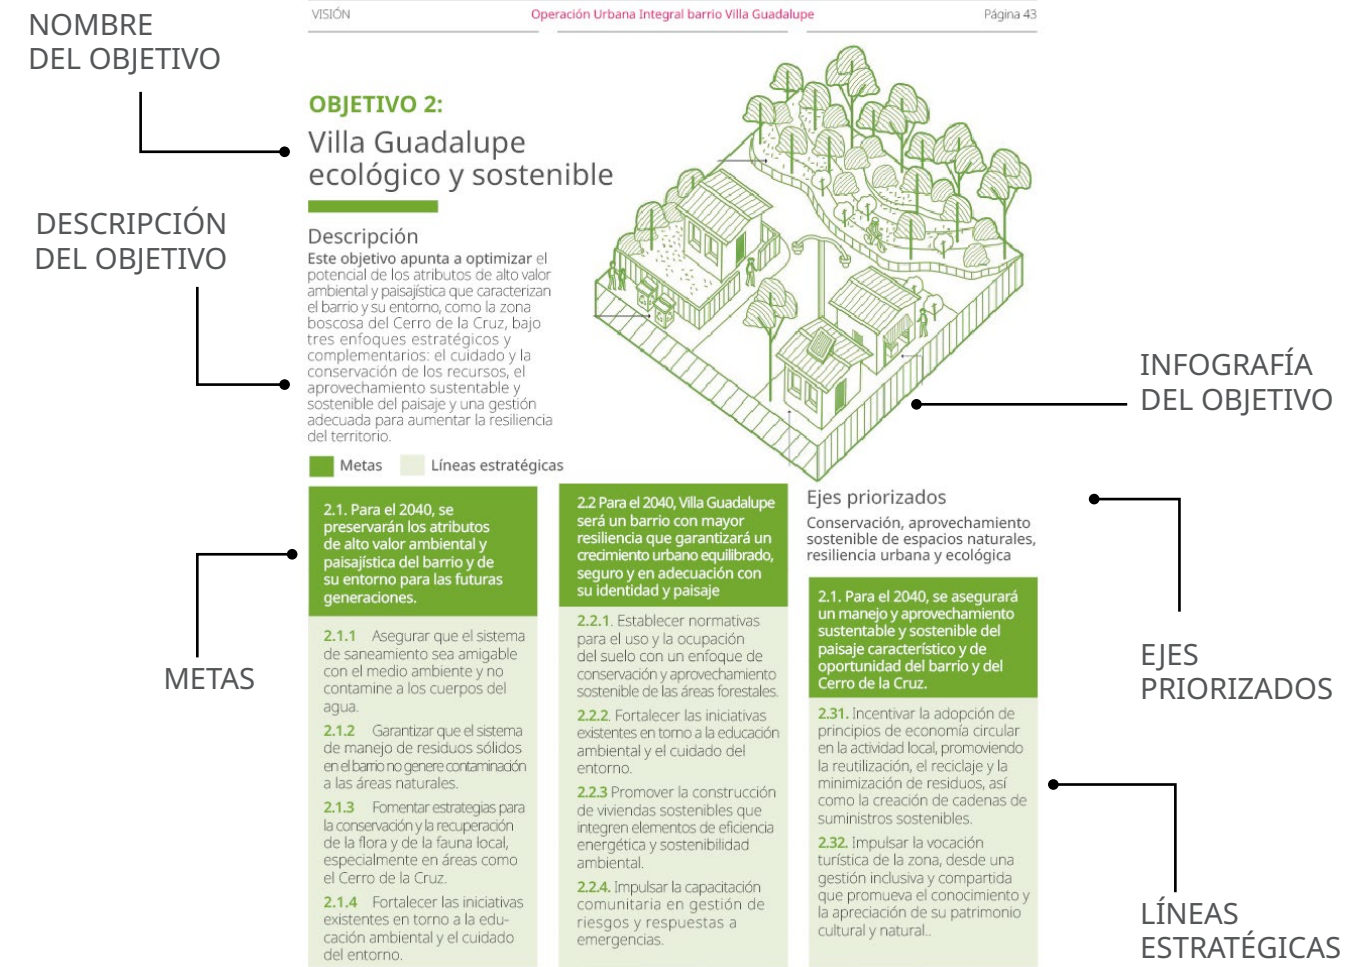 NOMBRE
DEL OBJETIVO
DESCRIPCIÓN
DEL OBJETIVO
METAS
VISIÓN
Operación Urbana Integral barrio Villa Guadalupe
Página 43
OBJETIVO 2:
Villa Guadalupe
ecológico y sostenible
Descripción
Este objetivo apunta a optimizar el
potencial de los atributos de alto valor
ambiental y paisajística que caracterizan
el barrio y su entorno, como la zona
boscosa del Cerro de la Cruz, bajo
tres enfoques estratégicos y
complementarios: el cuidado y la
conservación de los recursos, el
aprovechamiento sustentable y
sostenible del paisaje y una gestión
adecuada para aumentar la resiliencia
del territorio.
Metas
Líneas estratégicas
2.1. Para el 2040, se
preservarán los atributos
de alto valor ambiental y
paisajística del barrio y de
su entorno para las futuras
generaciones.
2.1.1 Asegurar que el sistema
de saneamiento sea amigable
con el medio ambiente y no
contamine a los cuerpos del
agua.
2.1.2 Garantizar que el sistema
de manejo de residuos sólidos
en el barrio no genere contaminación
a las áreas naturales.
2.1.3 Fomentar estrategias para
la conservación y la recuperación
de la flora y de la fauna local,
especialmente en áreas como
el Cerro de la Cruz.
2.1.4 Fortalecer las iniciativas
existentes en torno a la edu-
cación ambiental y el cuidado
del entorno.
2.2 Para el 2040, Villa Guadalupe
será un barrio con mayor
resiliencia que garantizará un
crecimiento urbano equilibrado,
seguro y en adecuación con
su identidad y paisaje
2.2.1. Establecer normativas
para el uso y la ocupación
del suelo con un enfoque de
conservación y aprovechamiento
sostenible de las áreas forestales.
2.2.2. Fortalecer las iniciativas
existentes en torno a la educación
ambiental y el cuidado del
entorno.
2.2.3 Promover la construcción
de viviendas sostenibles que
integren elementos de eficiencia
energética y sostenibilidad
ambiental.
2.2.4. Impulsar la capacitación
comunitaria en gestión de
riesgos y respuestas a
emergencias.
Ejes priorizados
Conservación, aprovechamiento
sostenible de espacios naturales,
resiliencia urbana y ecológica
2.1. Para el 2040, se asegurará
un manejo y aprovechamiento
sustentable y sostenible del
paisaje característico y de
oportunidad del barrio y del
Cerro de la Cruz.
2.31. Incentivar la adopción de
principios de economía circular
en la actividad local, promoviendo
la reutilización, el reciclaje y la
minimización de residuos, así
como la creación de cadenas de
suministros sostenibles.
2.32. Impulsar la vocación
turística de la zona, desde una
gestión inclusiva y compartida
que promueva el conocimiento y
la apreciación de su patrimonio
cultural y natural..
INFOGRAFÍA
DEL OBJETIVO
EJES
PRIORIZADOS
LÍNEAS
ESTRATÉGICAS